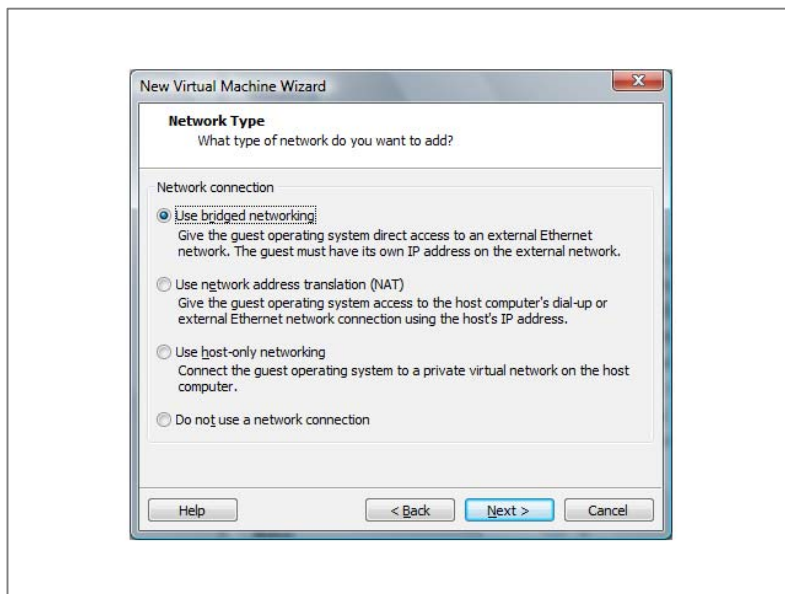 New Virtual Machine Wizard
Network Type
What type of network do you want to add?
Network connection
Use bridged networking
Give the guest operating system direct access to an external Ethernet
network. The guest must have its own IP address on the external network.
Use network address translation (NAT)
Give the guest operating system access to the host computer's dial-up or
external Ethernet network connection using the host's IP address.
Use host-only networking
Connect the guest operating system to a private virtual network on the host
computer.
Do not use a network connection
Help
< Back
Next >
Cancel